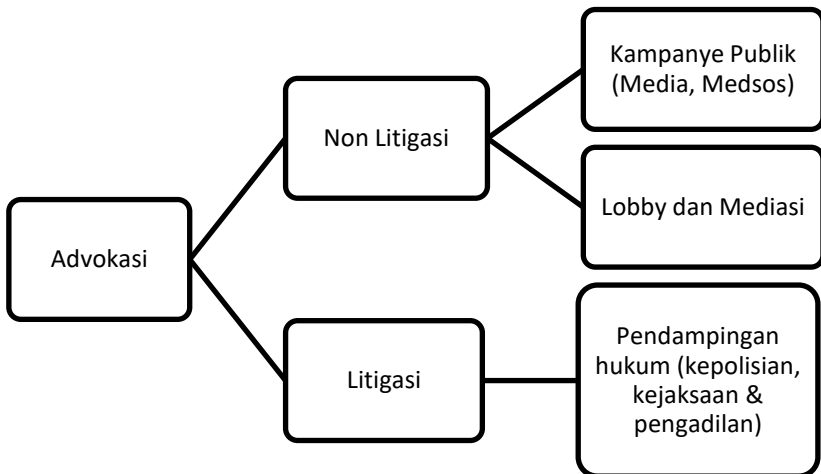 Advokasi
Non Litigasi
Kampanye Publik
(Media, Medsos)
Lobby dan Mediasi
Litigasi
Pendampingan
hukum (kepolisian,
kejaksaan &
pengadilan)